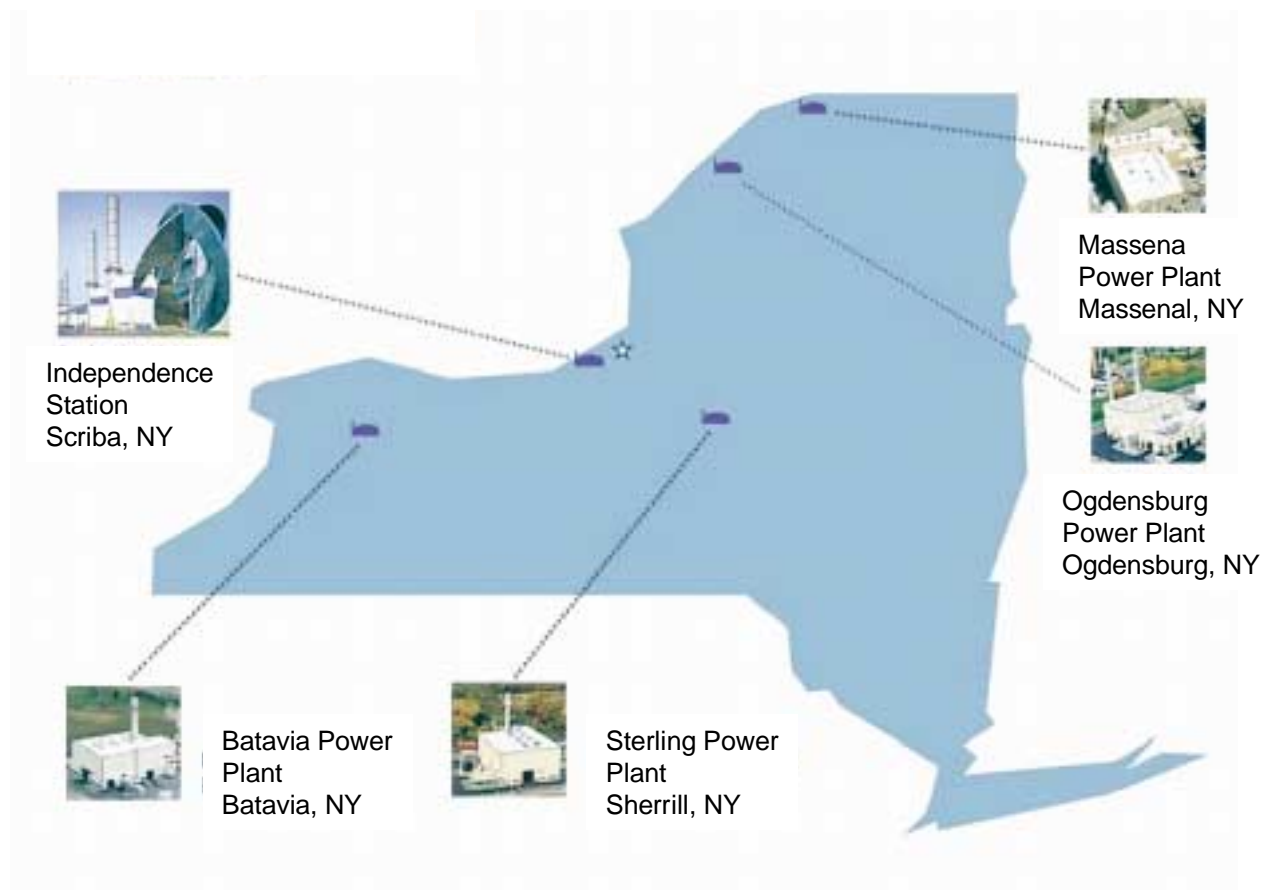 Massena
Power Plant
Massenal, NY
Independence
Station
Scriba, NY
Ogdensburg
Power Plant
Ogdensburg, NY
Batavia Power
Plant
Batavia, NY
Sterling Power
Plant
Sherrill, NY